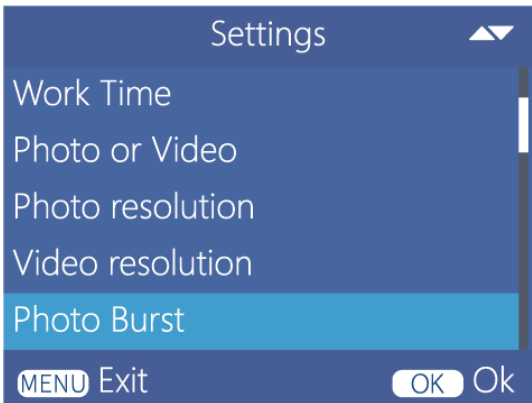 Settings
Work Time
Photo or Video
Photo resolution
Video resolution
Photo Burst
MENU Exit OK Ok